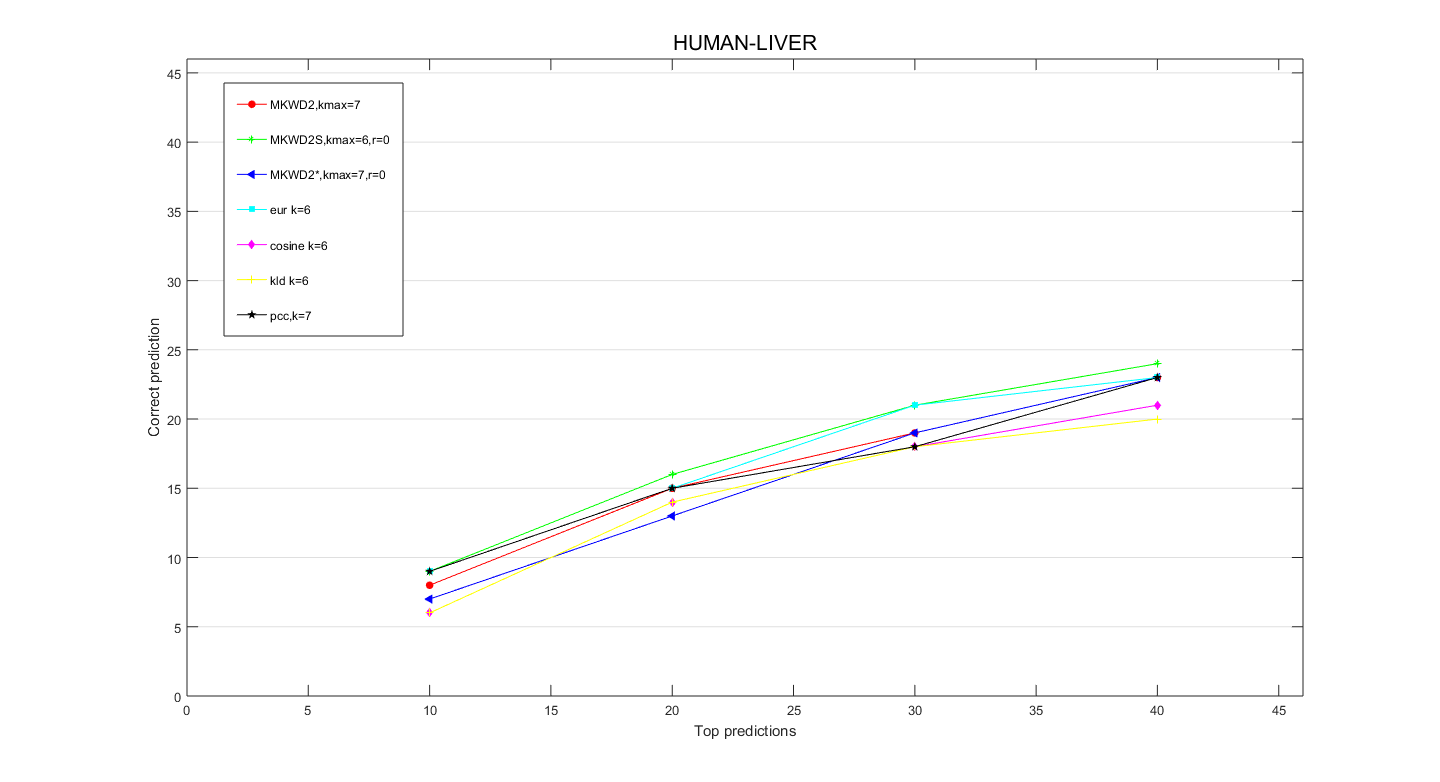 HUMAN-LIVER
45
40
35
30
25
20
15
10
5
0
Correct prediction
MKWD2,kmax=7
MKWD2S,kmax=6,r=0
MKWD2*,kmax=7,r=0
eur k=6
cosine k=6
kld k=6
pcc,k=7
0 5 10 15 20 25 30 35 40 45
Top predictions